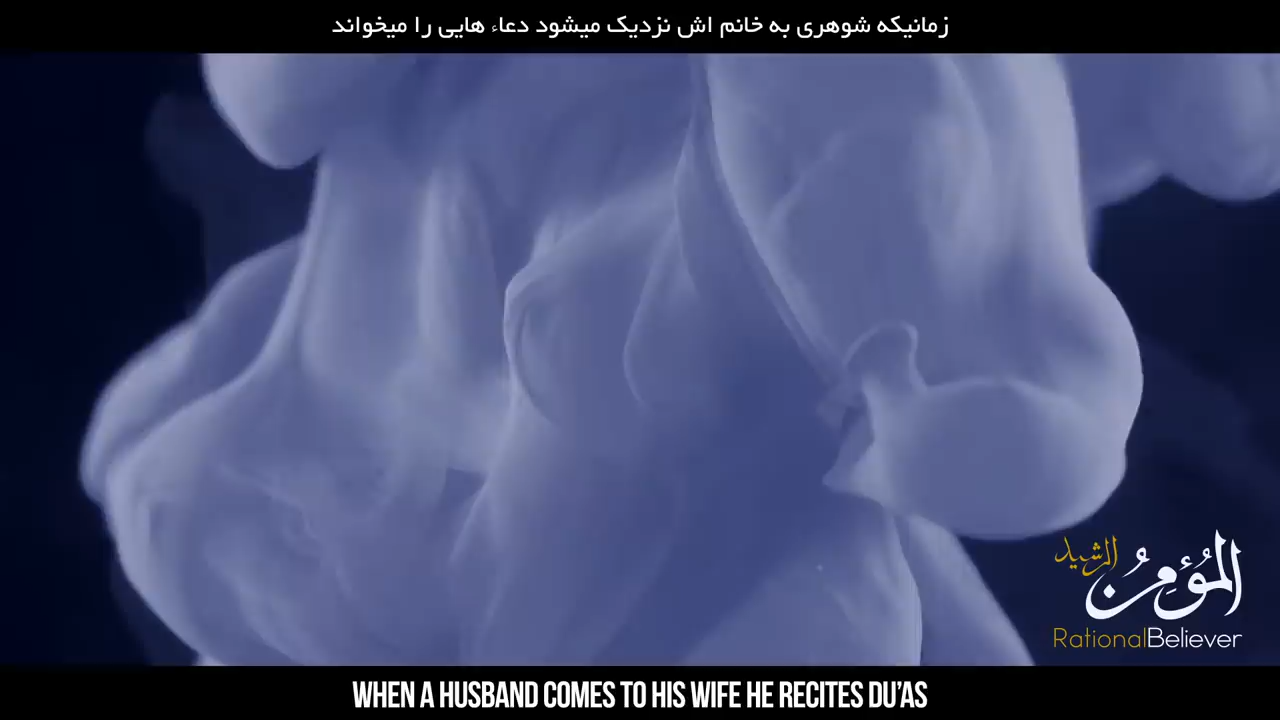 زمانیکه شوهری به خانم اش نزدیک میشود دعاء هایی را میخواند
المؤمن الرشيد
RationalBeliever
WHEN A HUSBAND COMES TO HIS WIFE HE RECITES DU'AS